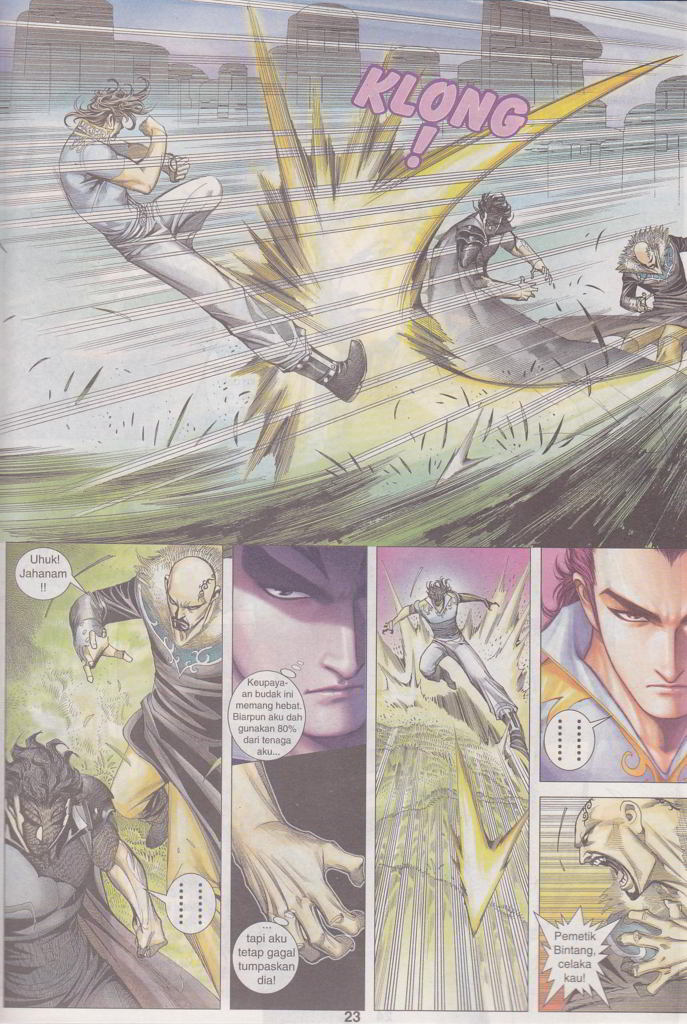 KLONG
!
Uhuk!
Jahanam
!!
Keupaya-
an budak ini
memang hebat.
Biarpun aku dah
gunakan 80%
dari tenaga
aku...
...
tapi aku
tetap gagal
tumpaskan
dia!
Pemetik
Bintang,
celaka
kau!
23